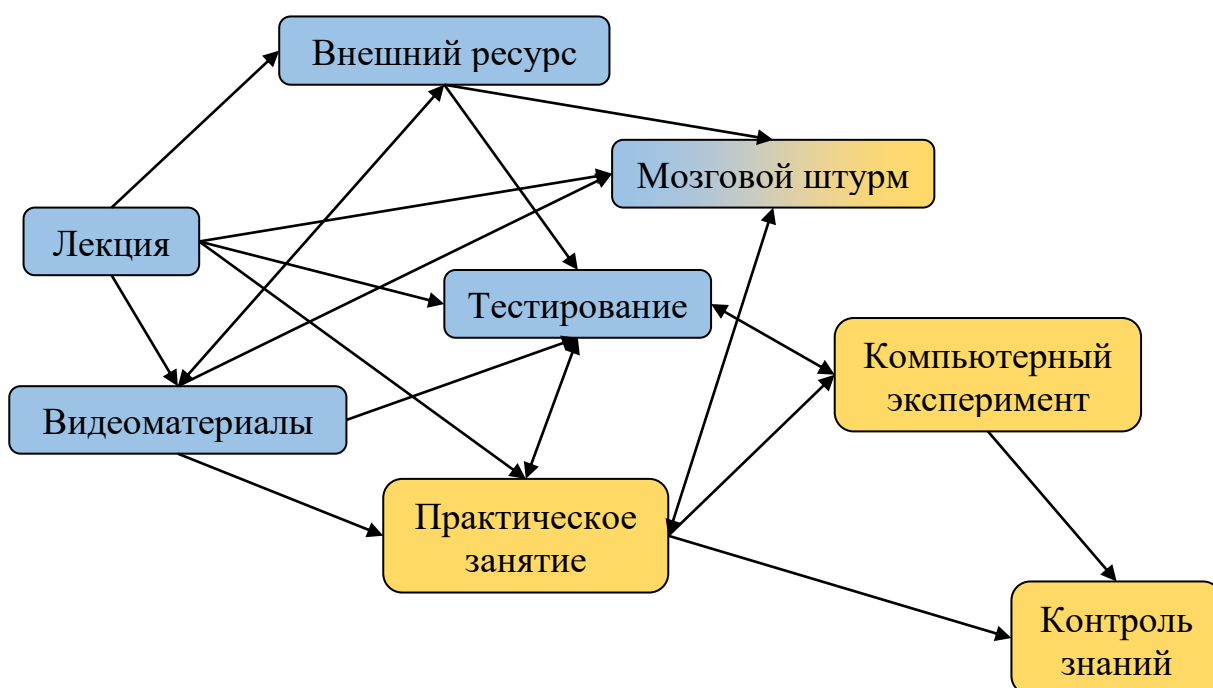 Внешний ресурс
Мозговой штурм
Лекция
Тестирование
Компьютерный
эксперимент
Видеоматериалы
Практическое
занятие
Контроль
знаний